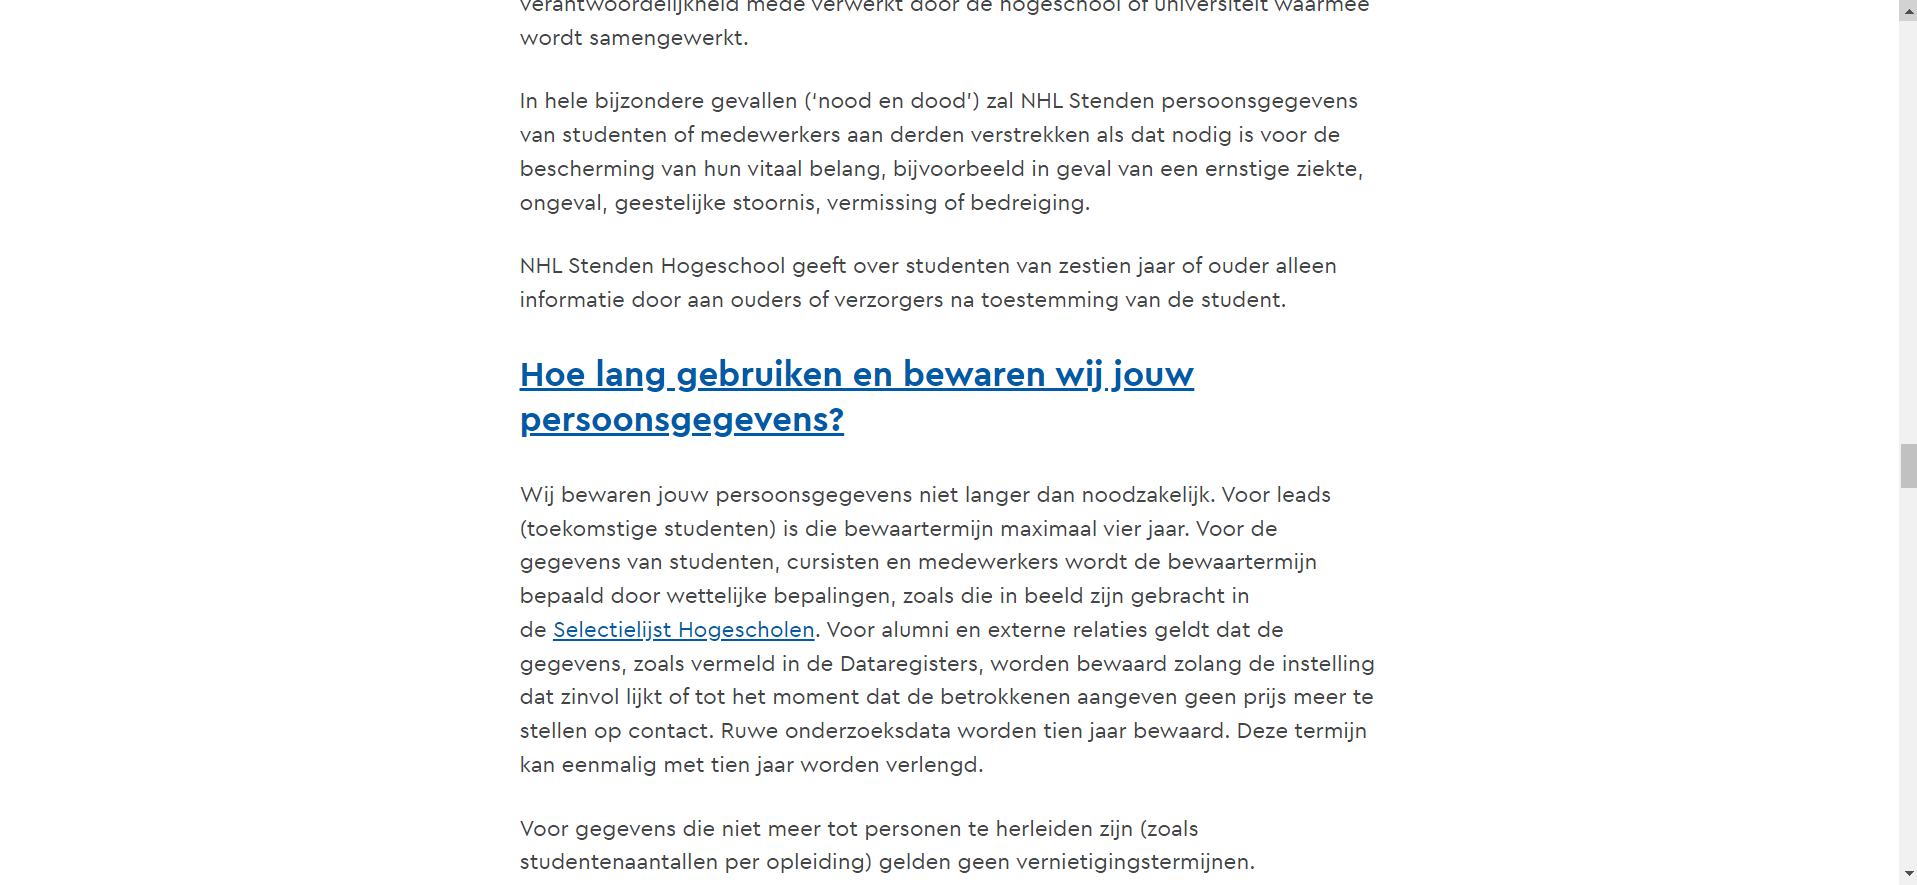 verantwoordelijkheid mede verwerkt door de hogeschool of universiteit waarmee
wordt samengewerkt.
In hele bijzondere gevallen (‘nood en dood’) zal NHL Stenden persoonsgegevens
van studenten of medewerkers aan derden verstrekken als dat nodig is voor de
bescherming van hun vitaal belang, bijvoorbeeld in geval van een ernstige ziekte,
ongeval, geestelijke stoornis, vermissing of bedreiging.
NHL Stenden Hogeschool geeft over studenten van zestien jaar of ouder alleen
informatie door aan ouders of verzorgers na toestemming van de student.
Hoe lang gebruiken en bewaren wij jouw
persoonsgegevens?
Wij bewaren jouw persoonsgegevens niet langer dan noodzakelijk. Voor leads
(toekomstige studenten) is die bewaartermijn maximaal vier jaar. Voor de
gegevens van studenten, cursisten en medewerkers wordt de bewaartermijn
bepaald door wettelijke bepalingen, zoals die in beeld zijn gebracht in
de Selectielijst Hogescholen. Voor alumni en externe relaties geldt dat de
gegevens, zoals vermeld in de Dataregisters, worden bewaard zolang de instelling
dat zinvol lijkt of tot het moment dat de betrokkenen aangeven geen prijs meer te
stellen op contact. Ruwe onderzoeksdata worden tien jaar bewaard. Deze termijn
kan eenmalig met tien jaar worden verlengd.
Voor gegevens die niet meer tot personen te herleiden zijn (zoals
studentenaantallen per opleiding) gelden geen vernietigingstermijnen.